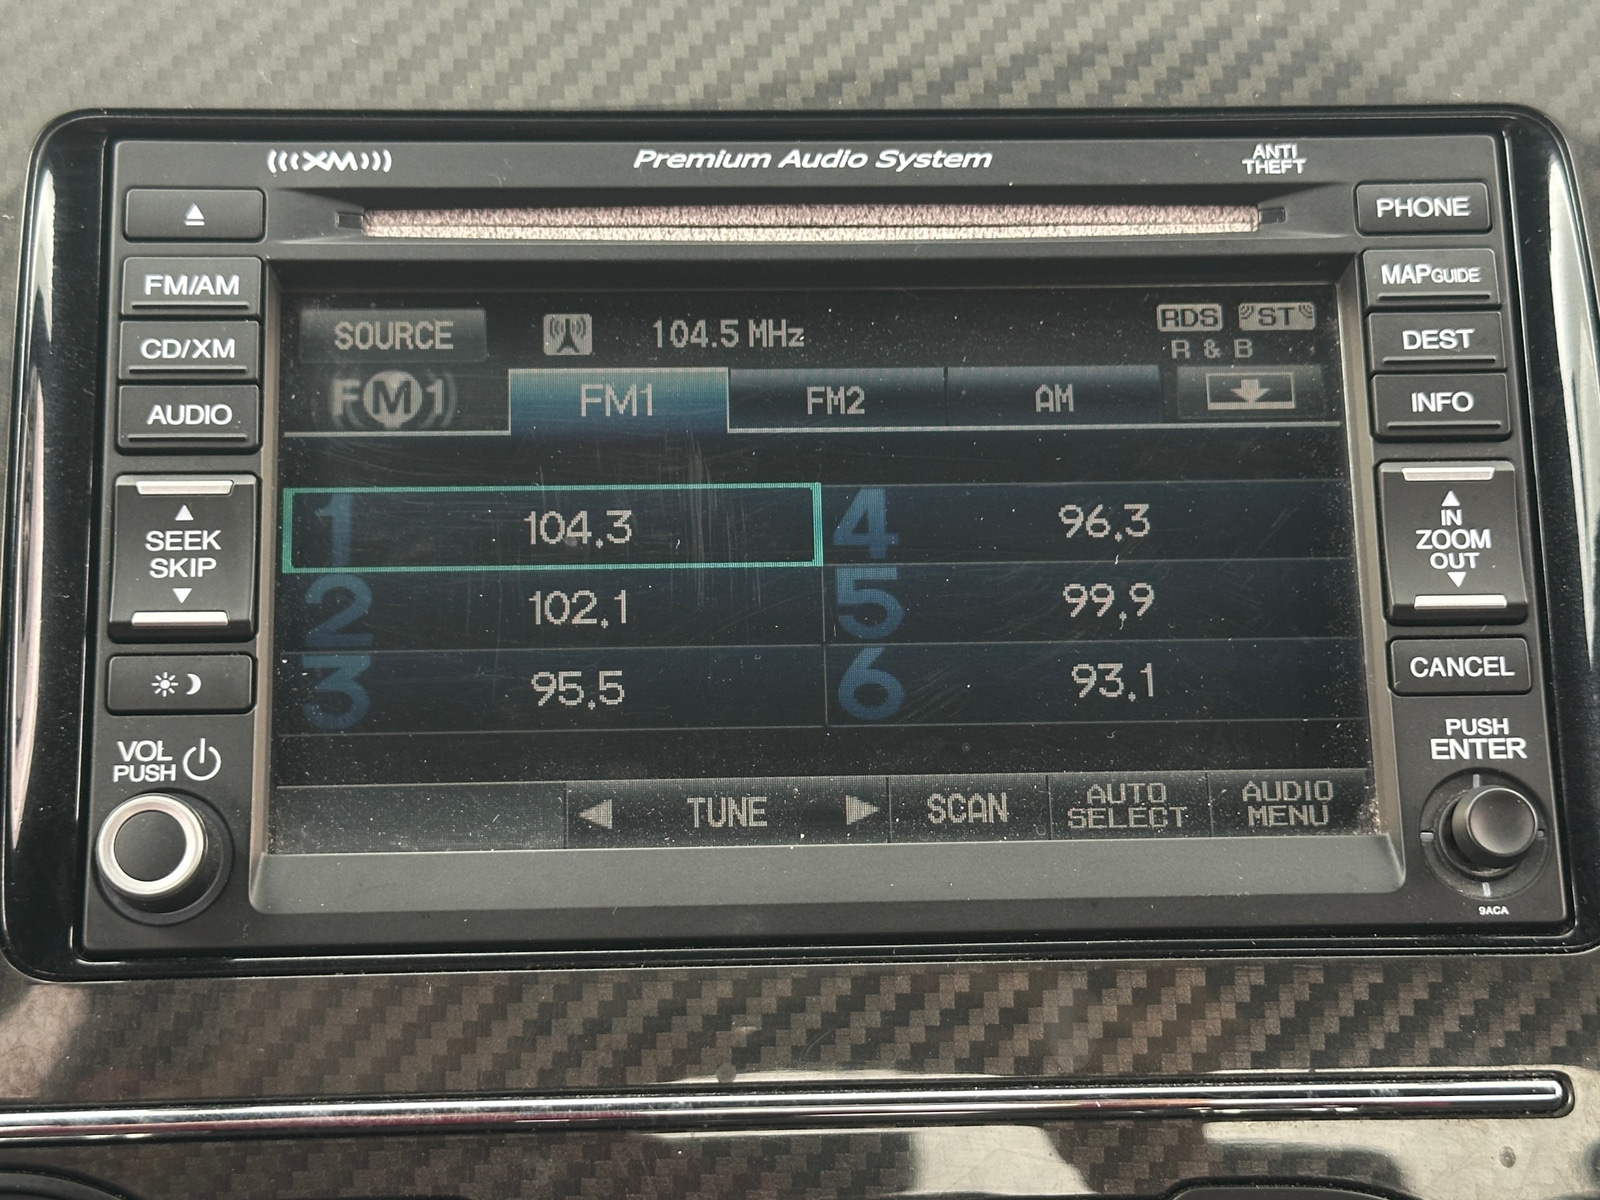 XM Premium Audio System ANTI THEFT
PHONE
FM/AM
MAP GUIDE
SOURCE 104.5 MHz RDS ST
CD/XM
R & B
DEST
FM1 FM1 FM2 AM
AUDIO
INFO
1 104.3 4 96.3
SEEK
SKIP
IN
ZOOM
OUT
2 102.1 5 99.9
3 95.5 6 93.1
CANCEL
VOL
PUSH
PUSH
ENTER
TUNE SCAN AUTO SELECT AUDIO MENU
9ACA